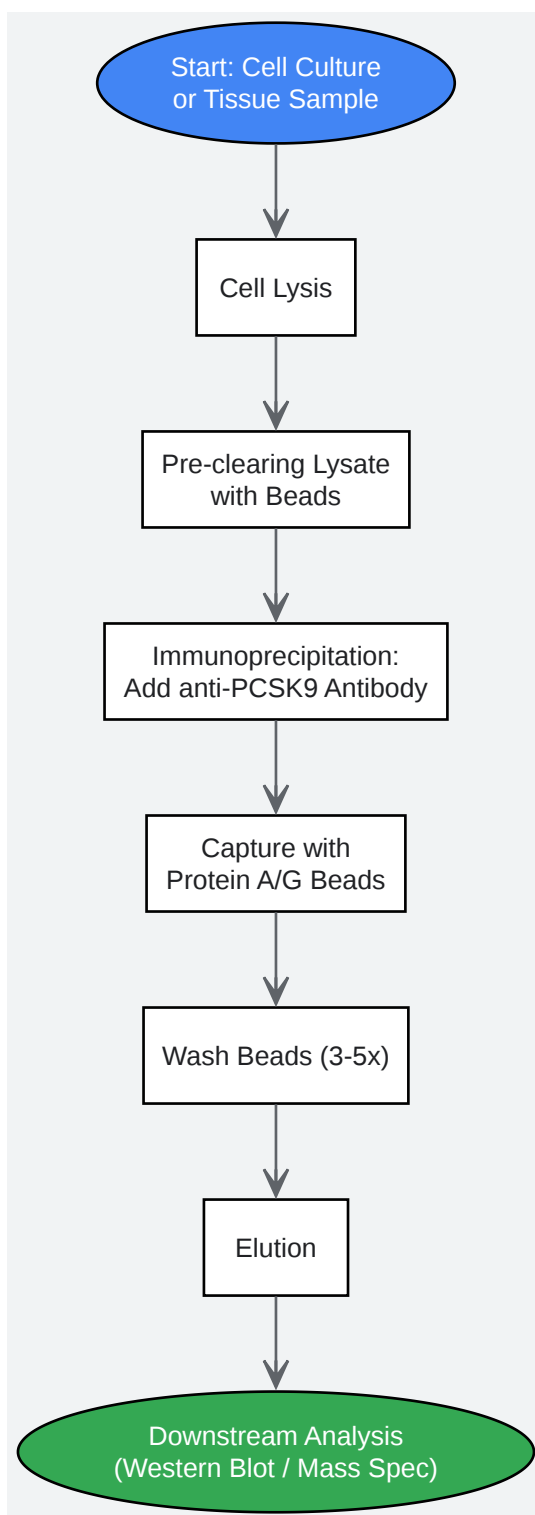 Start: Cell Culture
or Tissue Sample
Cell Lysis
Pre-clearing Lysate
with Beads
Immunoprecipitation:
Add anti-PCSK9 Antibody
Capture with
Protein A/G Beads
Wash Beads (3-5x)
Elution
Downstream Analysis
(Western Blot / Mass Spec)